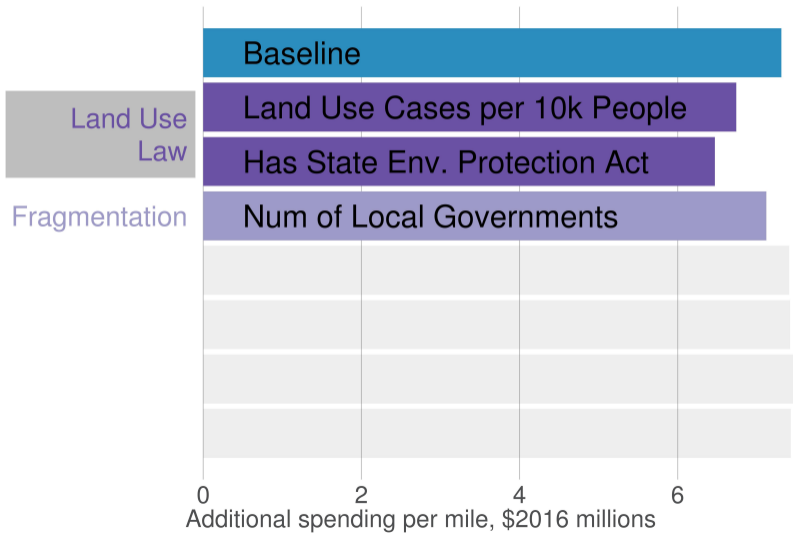 Baseline
Land Use Cases per 10k People
Land Use
Law
Has State Env. Protection Act
Fragmentation
Num of Local Governments
0 2 4 6
Additional spending per mile, $2016 millions